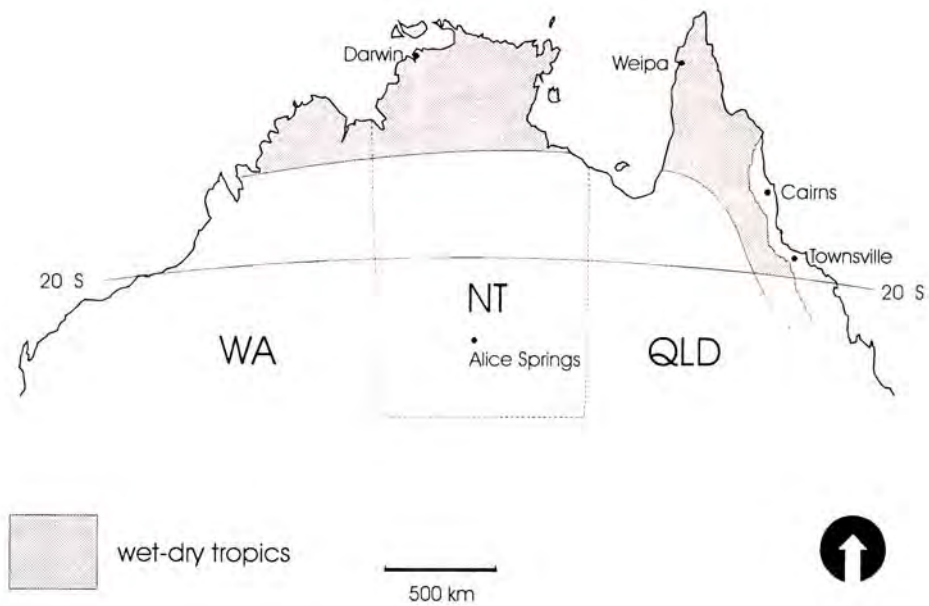 Darwin
Weipa
Cairns
Townsville
20 S
20 S
NT
WA
Alice Springs
QLD
wet-dry tropics
500 km